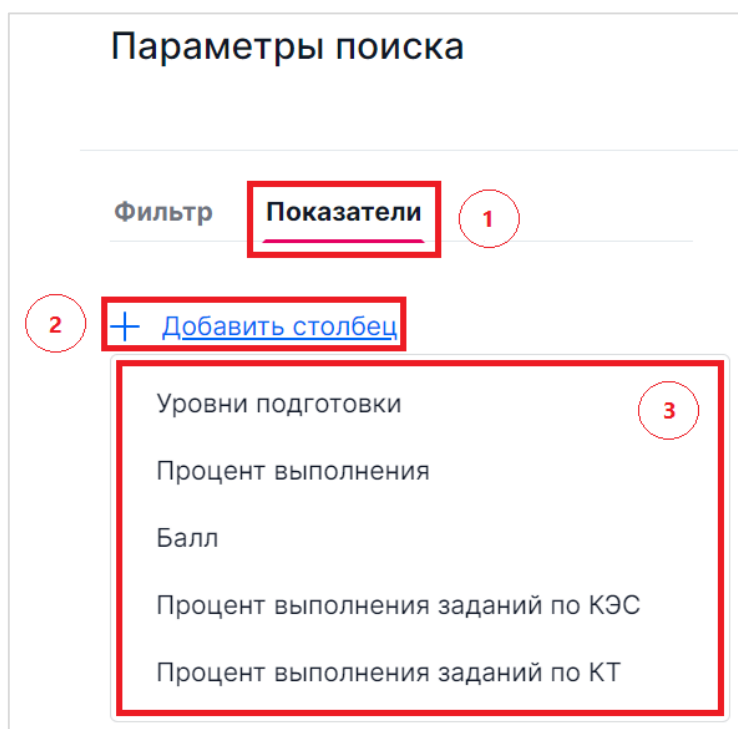 Параметры поиска
Фильтр Показатели 1
2 + Добавить столбец
Уровни подготовки 3
Процент выполнения
Балл
Процент выполнения заданий по КЭС
Процент выполнения заданий по КТ